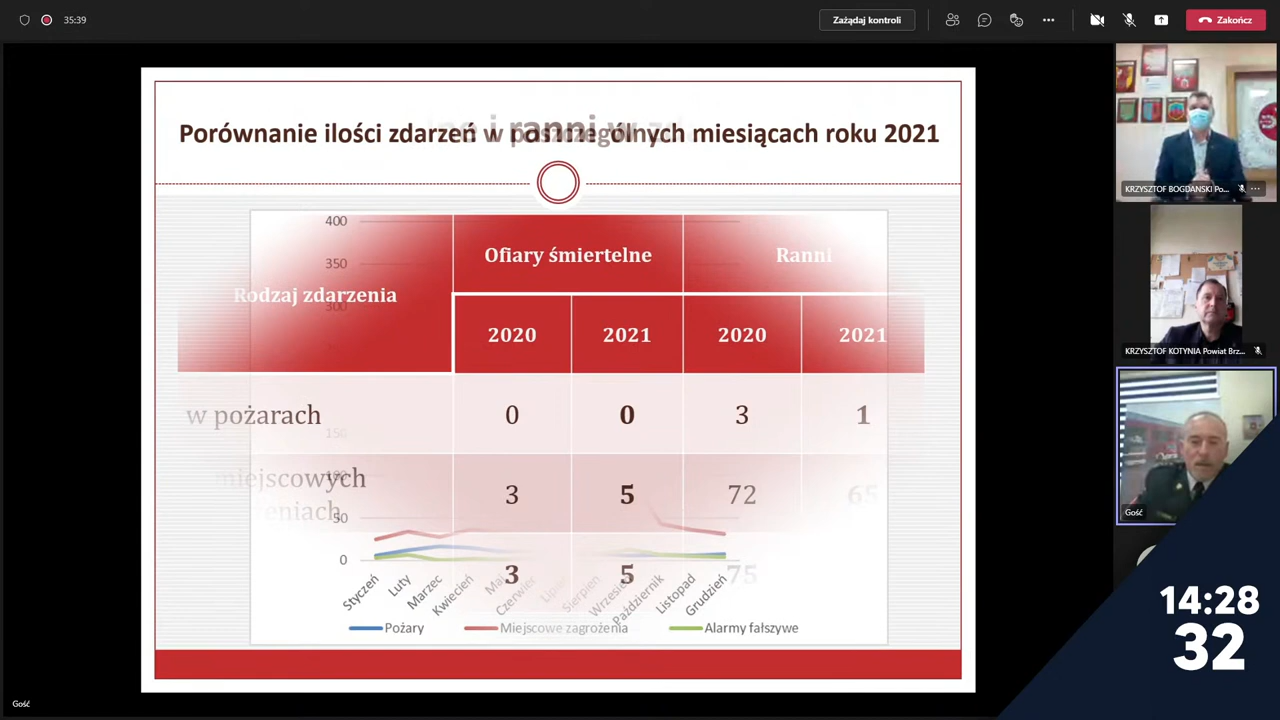 35:39
Zażądaj kontroli
Zakończ
Porównanie ilości zdarzeń w poszczególnych miesiącach roku 2021
i ranni w
400
350
300
150
100
50
0
Rodzaj zdarzenia
Ofiary śmiertelne
Ranni
2020
2021
2020
2021
w pożarach
0
0
3
1
miejscowych
3
5
72
65
3
5
75
Styczeń
Luty
Marzec
Kwiecień
Maj
Czerwiec
Lipiec
Sierpień
Wrzesień
Październik
Listopad
Grudzień
Pożary
Miejscowe zagrożenia
Alarmy fałszywe
KRZYSZTOF BOGDANSKI Po...
KRZYSZTOF KOTYNIA Powiat Brz...
Gość
14:28
32
Gość